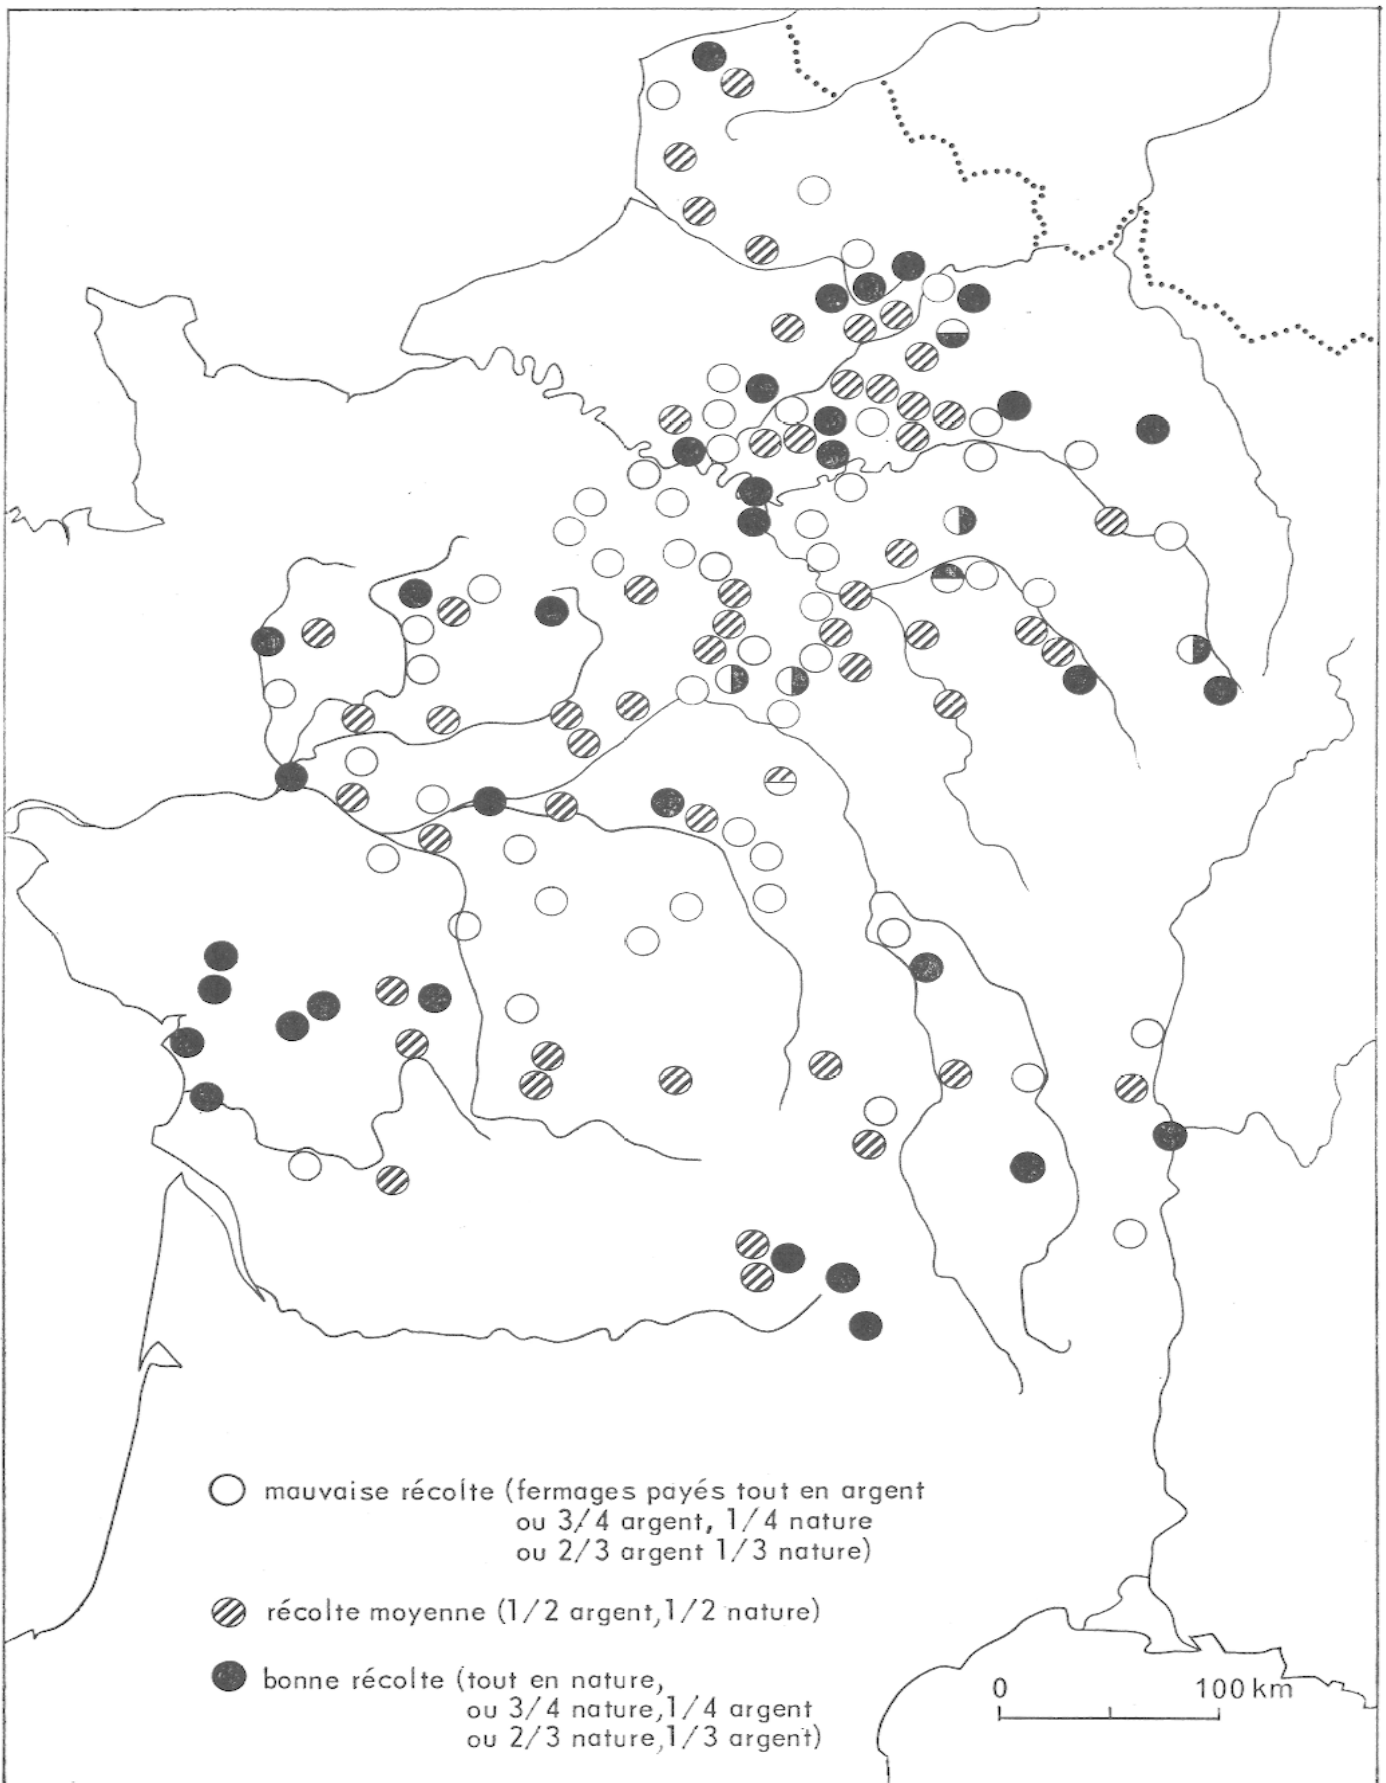 mauvaise récolte (fermages payés tout en argent
ou 3/4 argent, 1/4 nature
ou 2/3 argent 1/3 nature)
récolte moyenne (1/2 argent, 1/2 nature)
bonne récolte (tout en nature,
ou 3/4 nature, 1/4 argent
ou 2/3 nature, 1/3 argent)
0 100 km